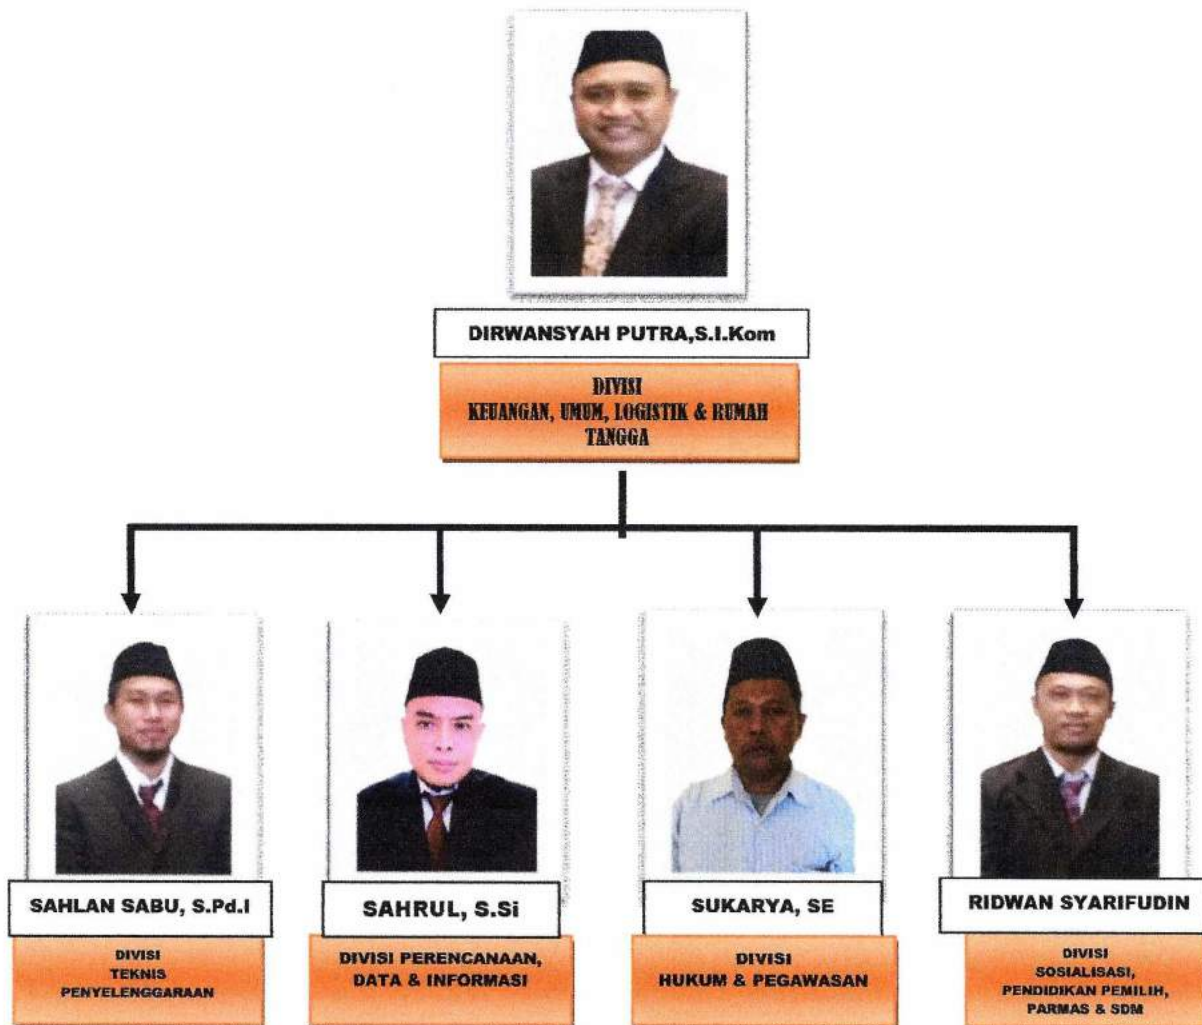 DIRWANSYAH PUTRA,S.I.Kom
DIVISI
KEUANGAN, UMUM, LOGISTIK & RUMAH
TANGGA
SAHLAN SABU, S.Pd.I
DIVISI
TEKNIS
PENYELENGGARAAN
SAHRUL, S.Si
DIVISI PERENCANAAN,
DATA & INFORMASI
SUKARYA, SE
DIVISI
HUKUM & PEGAWASAN
RIDWAN SYARIFUDIN
DIVISI
SOSIALISASI,
PENDIDIKAN PEMILIH,
PARMAS & SDM